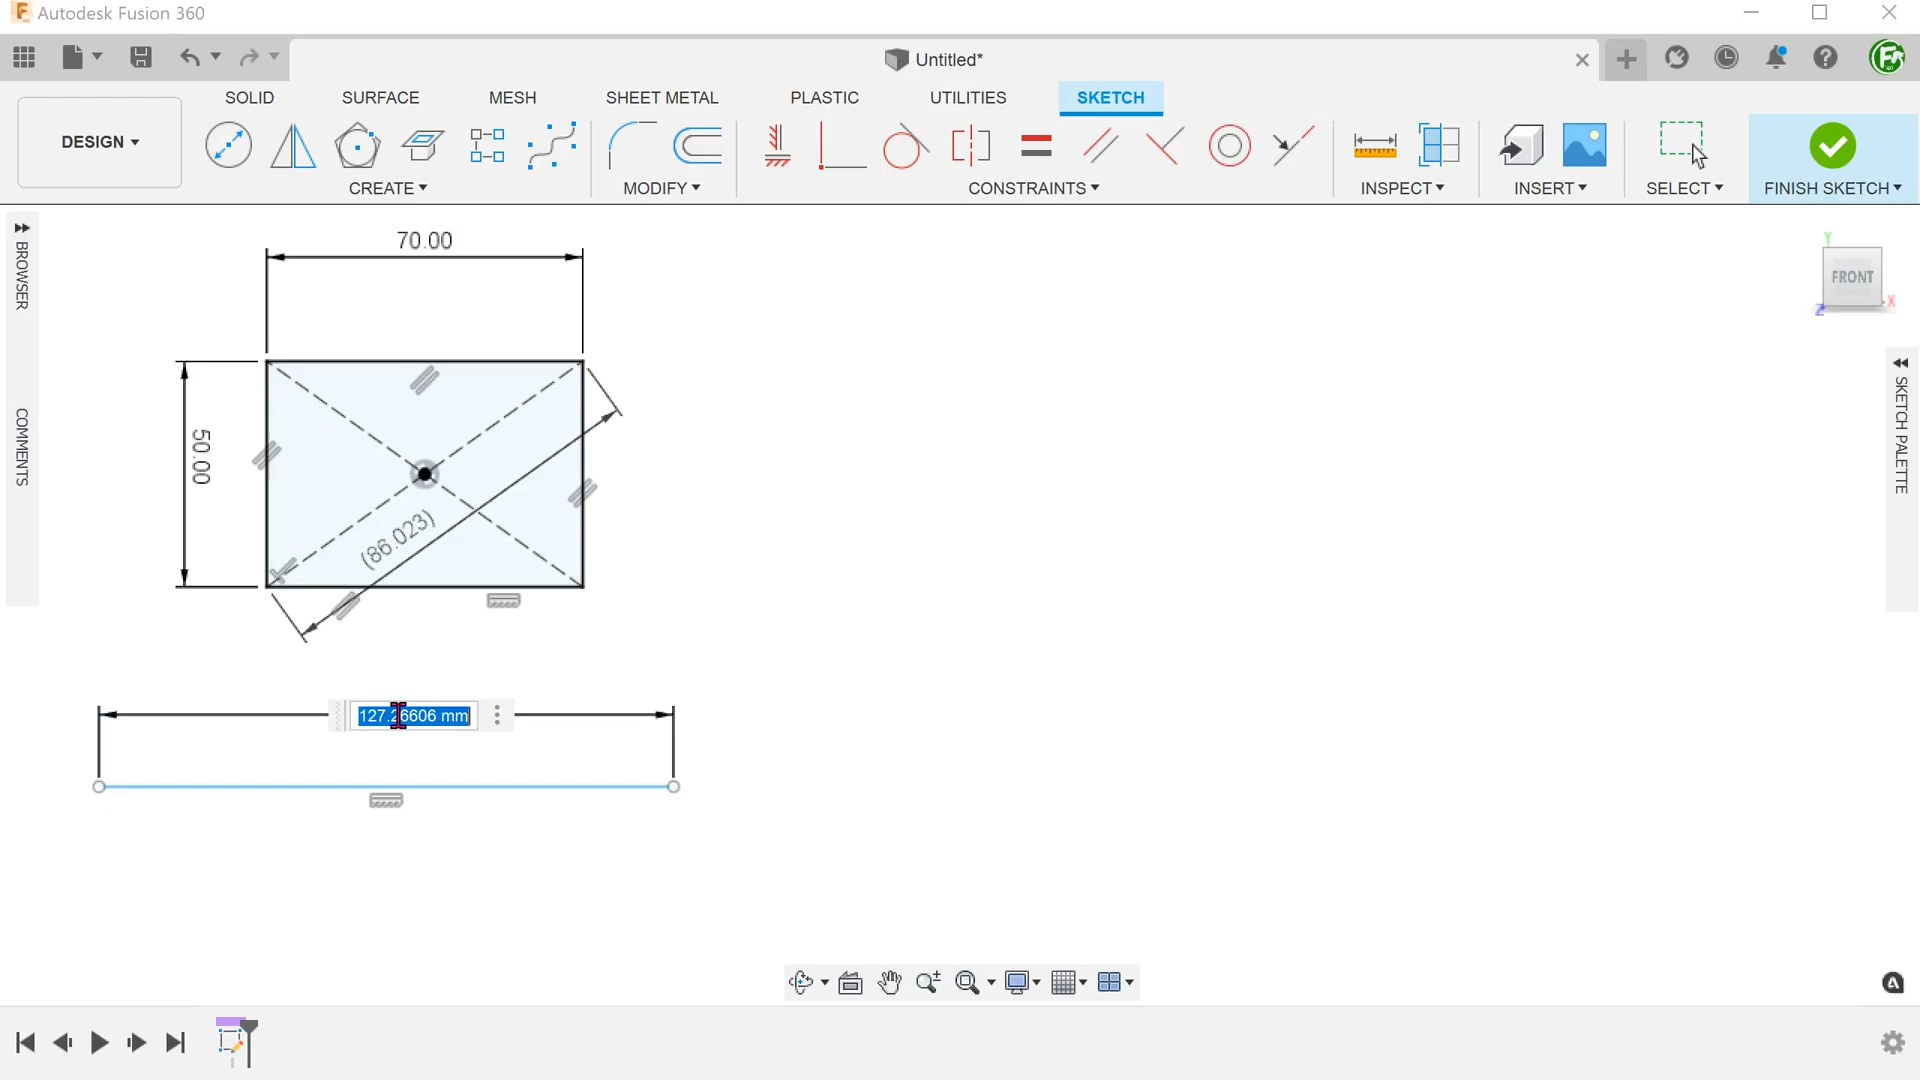 Autodesk Fusion 360
Untitled*
SOLID SURFACE MESH SHEET METAL PLASTIC UTILITIES SKETCH
DESIGN
CREATE MODIFY CONSTRAINTS INSPECT INSERT SELECT FINISH SKETCH
BROWSER
COMMENTS
70.00
50.00
(86.023)
127.26606 mm
Y
FRONT
X
Z
SKETCH PALETTE